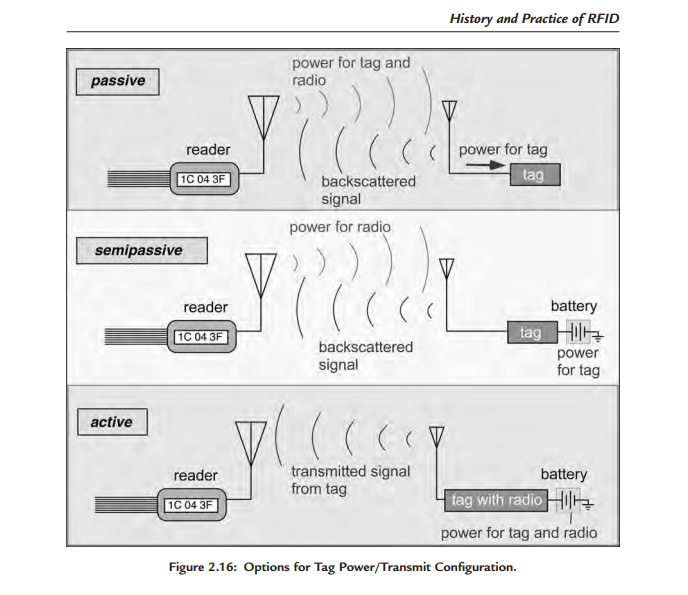 History and Practice of RFID
passive
power for tag and
radio
reader
1C 04 3F
backscattered
signal
power for tag
tag
semipassive
power for radio
reader
1C 04 3F
backscattered
signal
battery
tag
power
for tag
active
reader
1C 04 3F
transmitted signal
from tag
battery
tag with radio
power for tag and radio
Figure 2.16: Options for Tag Power/Transmit Configuration.